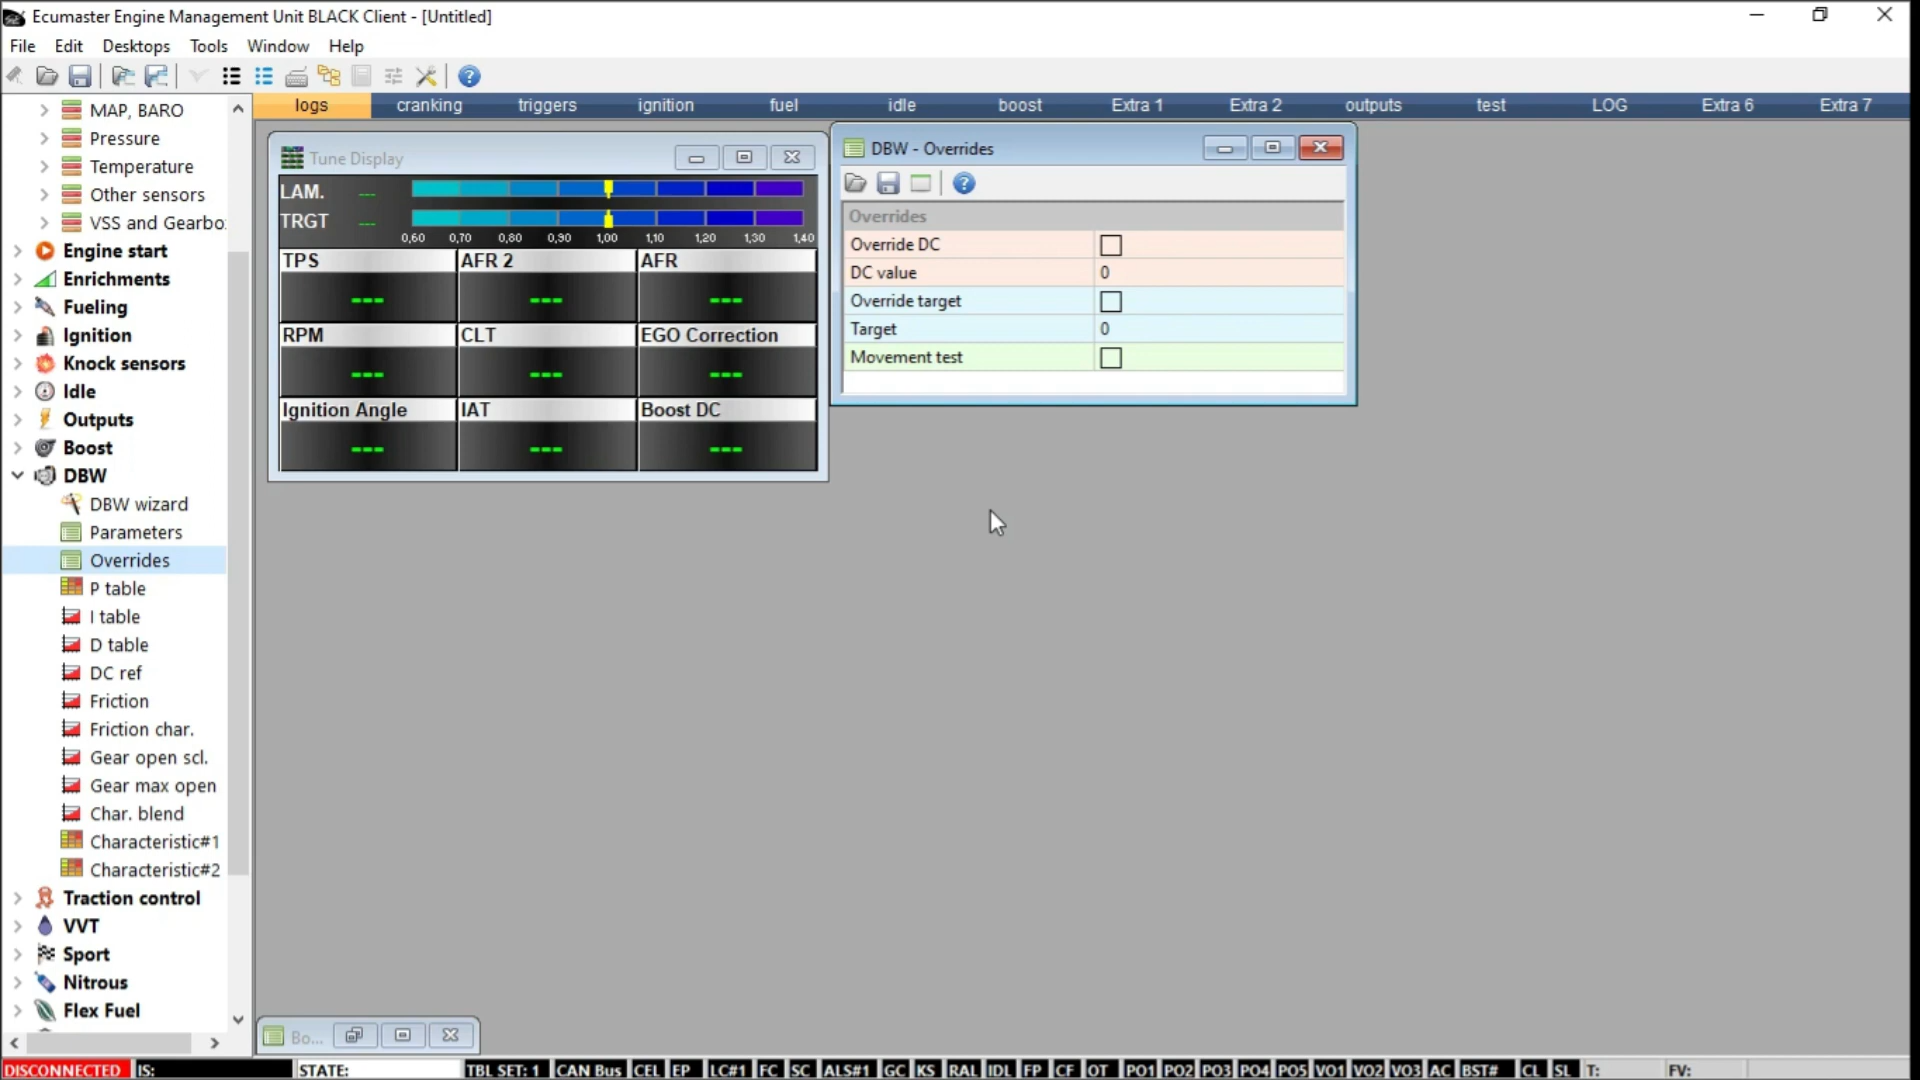 Ecumaster Engine Management Unit BLACK Client - [Untitled]
File Edit Desktops Tools Window Help
logs cranking triggers ignition fuel idle boost Extra 1 Extra 2 outputs test LOG Extra 6 Extra 7
MAP, BARO
Pressure
Temperature
Other sensors
VSS and Gearbo
Engine start
Enrichments
Fueling
Ignition
Knock sensors
Idle
Outputs
Boost
DBW
DBW wizard
Parameters
Overrides
P table
I table
D table
DC ref
Friction
Friction char.
Gear open scl.
Gear max open
Char. blend
Characteristic#1
Characteristic#2
Traction control
VVT
Sport
Nitrous
Flex Fuel
Tune Display
LAM. ---
TRGT ---
0,60 0,70 0,80 0,90 1,00 1,10 1,20 1,30 1,40
TPS AFR 2 AFR
--- --- ---
RPM CLT EGO Correction
--- --- ---
Ignition Angle IAT Boost DC
--- --- ---
DBW - Overrides
Overrides
Override DC
DC value 0
Override target
Target 0
Movement test
Bo...
DISCONNECTED IS: STATE: TBL SET: 1 CAN Bus CEL EP LC#1 FC SC ALS#1 GC KS RAL IDL FP CF OT PO1 PO2 PO3 PO4 PO5 VO1 VO2 VO3 AC BST# CL SL T: FV: